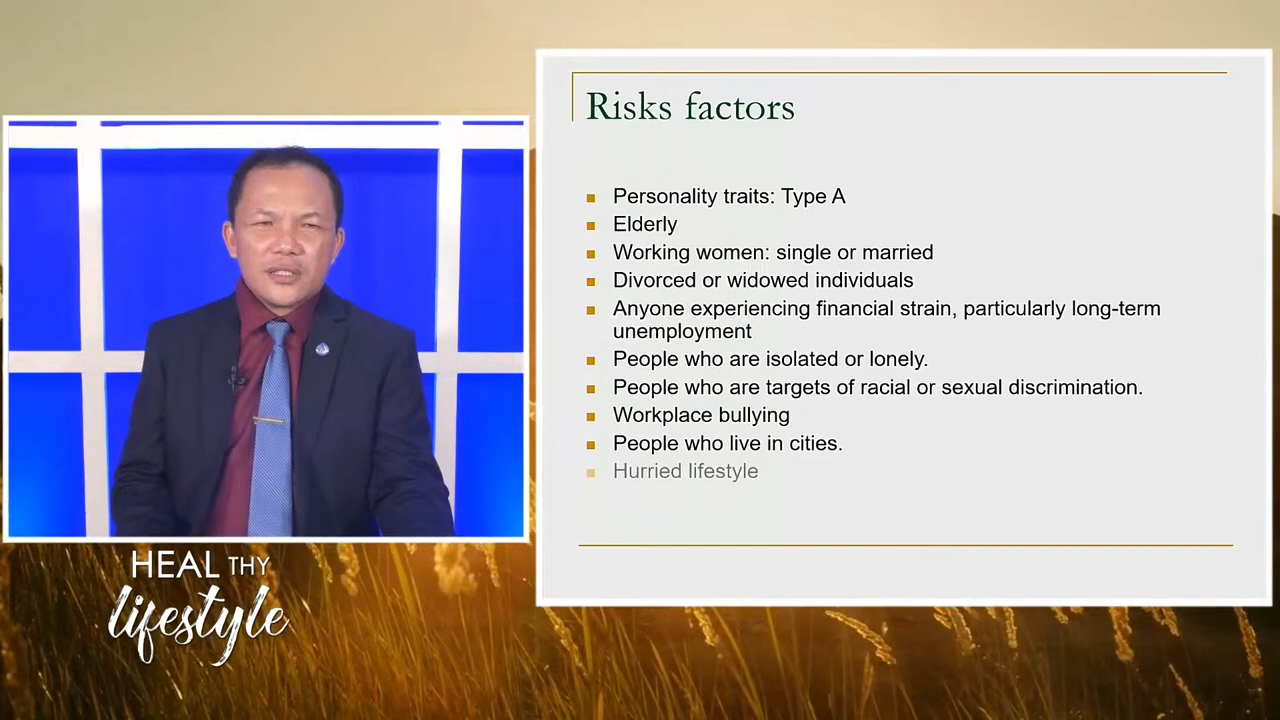 Risks factors
Personality traits: Type A
Elderly
Working women: single or married
Divorced or widowed individuals
Anyone experiencing financial strain, particularly long-term
unemployment
People who are isolated or lonely.
People who are targets of racial or sexual discrimination.
Workplace bullying
People who live in cities.
Hurried lifestyle
HEAL THY
lifestyle